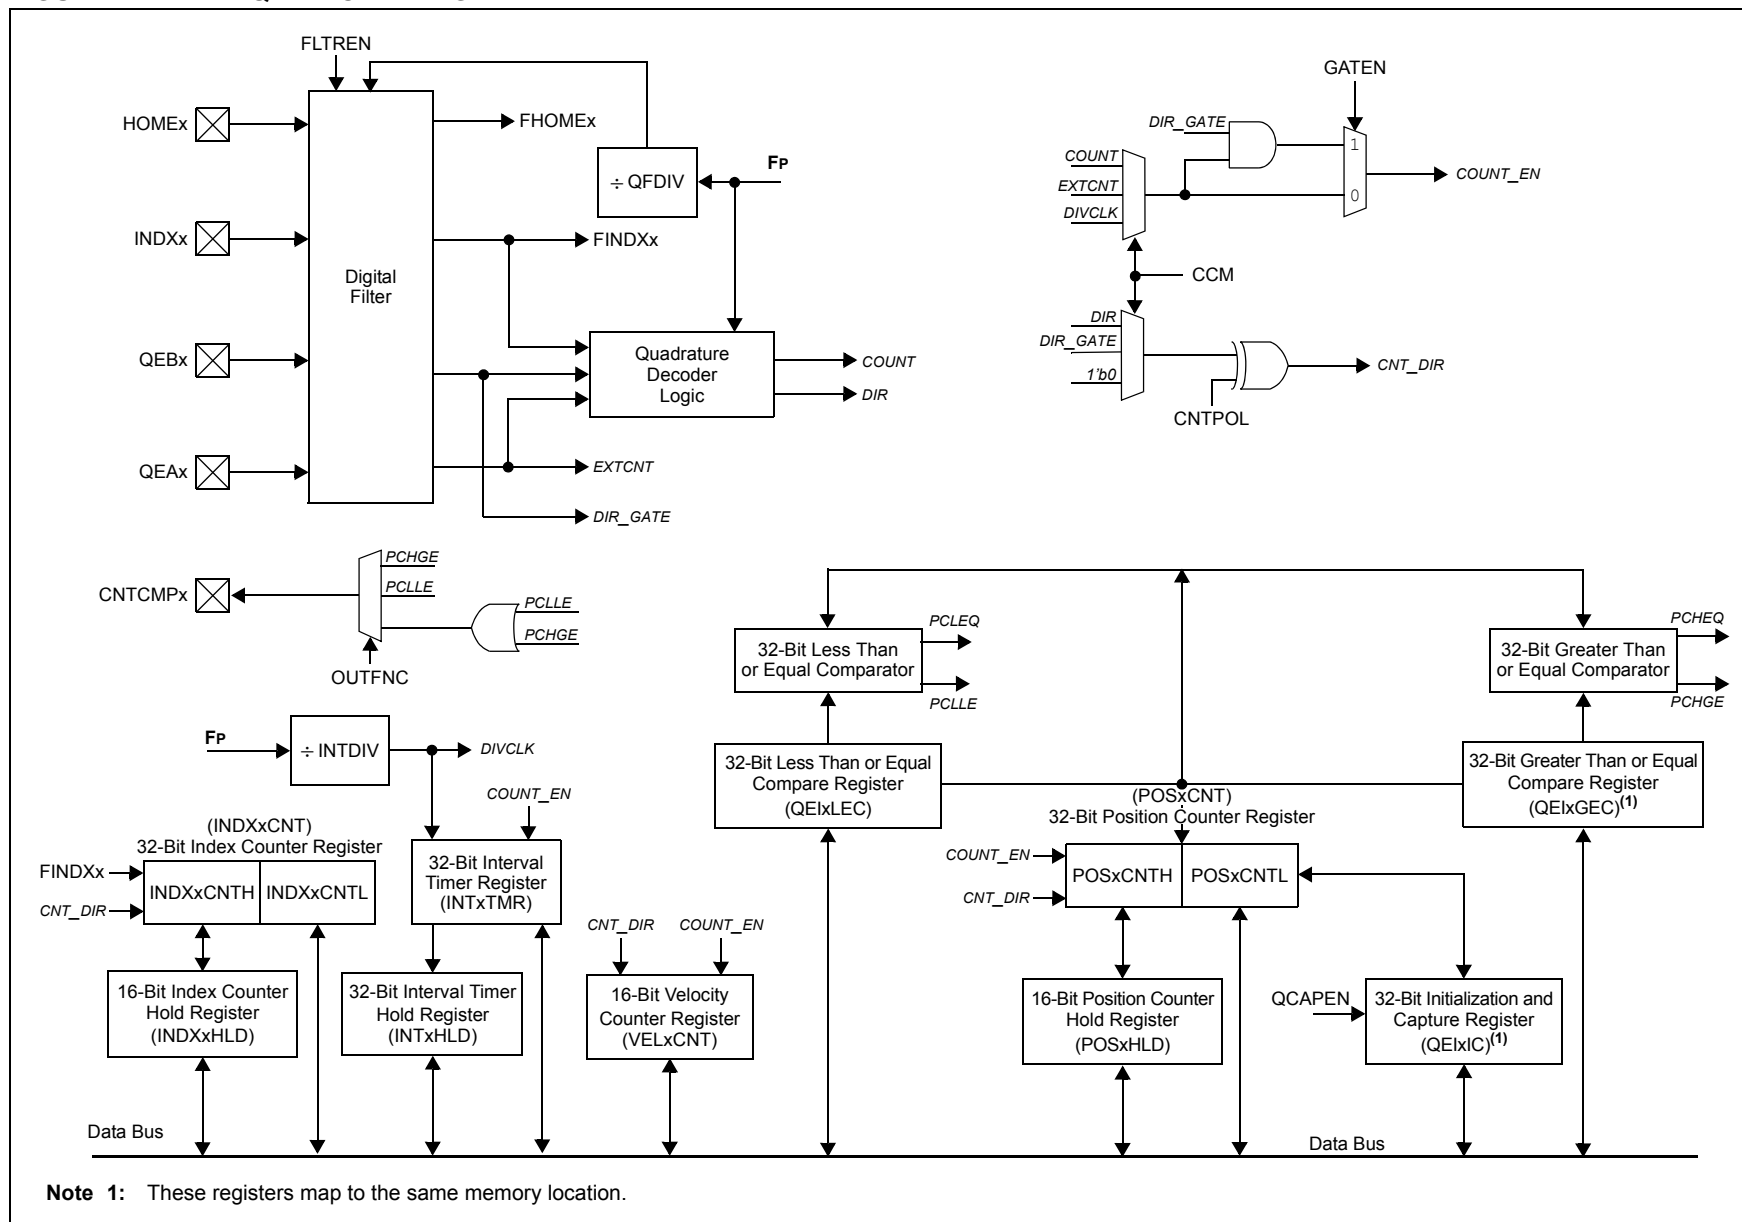 FLTREN
HOMEx
FHOMEx
÷ QFDIV
FP
INDXx
FINDXx
Digital
Filter
QEBx
Quadrature
Decoder
Logic
COUNT
DIR
QEAx
EXTCNT
DIR_GATE
GATEN
DIR_GATE
COUNT
EXTCNT
DIVCLK
1
0
COUNT_EN
CCM
DIR
DIR_GATE
1'b0
CNT_DIR
CNTPOL
CNTCMPx
PCHGE
PCLLE
PCLLE
PCHGE
OUTFNC
32-Bit Less Than
or Equal Comparator
PCLEQ
PCLLE
32-Bit Greater Than
or Equal Comparator
PCHEQ
PCHGE
FP
÷ INTDIV
DIVCLK
COUNT_EN
32-Bit Less Than or Equal
Compare Register
(QEIxLEC)
32-Bit Greater Than or Equal
Compare Register
(QEIxGEC)(1)
(INDXxCNT)
32-Bit Index Counter Register
FINDXx
CNT_DIR
INDXxCNTH
INDXxCNTL
32-Bit Interval
Timer Register
(INTxTMR)
(POSxCNT)
32-Bit Position Counter Register
COUNT_EN
CNT_DIR
POSxCNTH
POSxCNTL
CNT_DIR
COUNT_EN
16-Bit Index Counter
Hold Register
(INDXxHLD)
32-Bit Interval Timer
Hold Register
(INTxHLD)
16-Bit Velocity
Counter Register
(VELxCNT)
16-Bit Position Counter
Hold Register
(POSxHLD)
QCAPEN
32-Bit Initialization and
Capture Register
(QEIxIC)(1)
Data Bus
Data Bus
Note 1: These registers map to the same memory location.